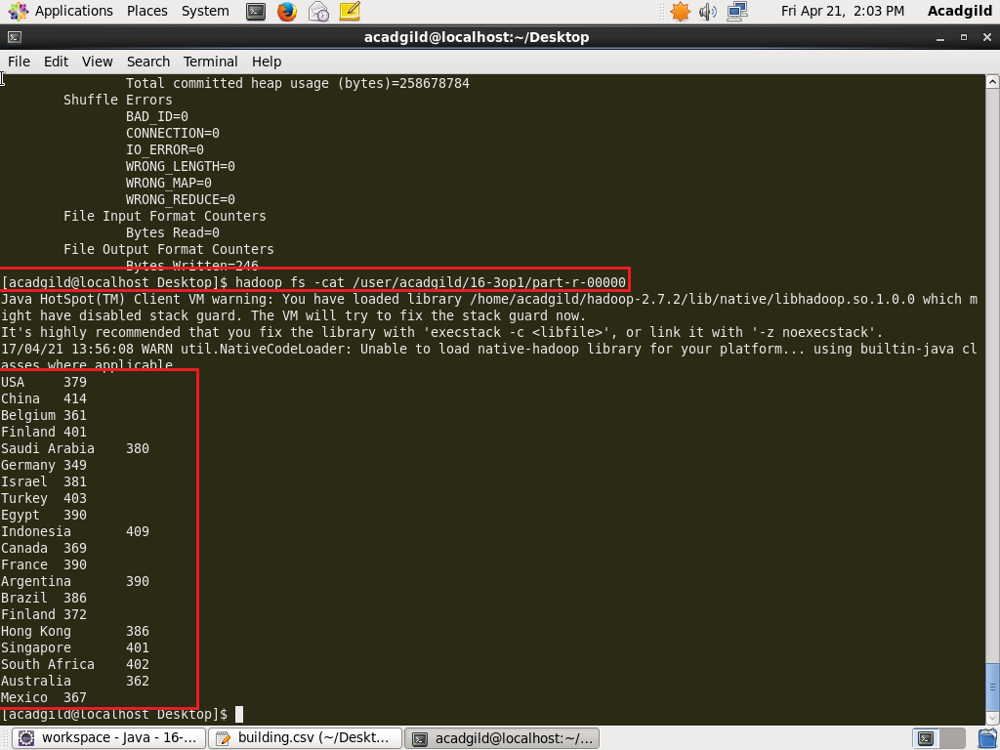 Applications Places System Fri Apr 21, 2:03 PM Acadgild
acadgild@localhost:~/Desktop
File Edit View Search Terminal Help
Total committed heap usage (bytes)=258678784
Shuffle Errors
BAD_ID=0
CONNECTION=0
IO_ERROR=0
WRONG_LENGTH=0
WRONG_MAP=0
WRONG_REDUCE=0
File Input Format Counters
Bytes Read=0
File Output Format Counters
Bytes Written=246
[acadgild@localhost Desktop]$ hadoop fs -cat /user/acadgild/16-3op1/part-r-00000
Java HotSpot(TM) Client VM warning: You have loaded library /home/acadgild/hadoop-2.7.2/lib/native/libhadoop.so.1.0.0 which m
ight have disabled stack guard. The VM will try to fix the stack guard now.
It's highly recommended that you fix the library with 'execstack -c <libfile>', or link it with '-z noexecstack'.
17/04/21 13:56:08 WARN util.NativeCodeLoader: Unable to load native-hadoop library for your platform... using builtin-java cl
asses where applicable
USA 379
China 414
Belgium 361
Finland 401
Saudi Arabia 380
Germany 349
Israel 381
Turkey 403
Egypt 390
Indonesia 409
Canada 369
France 390
Argentina 390
Brazil 386
Finland 372
Hong Kong 386
Singapore 401
South Africa 402
Australia 362
Mexico 367
[acadgild@localhost Desktop]$
workspace - Java - 16-... building.csv (~/Deskt... acadgild@localhost:~/...